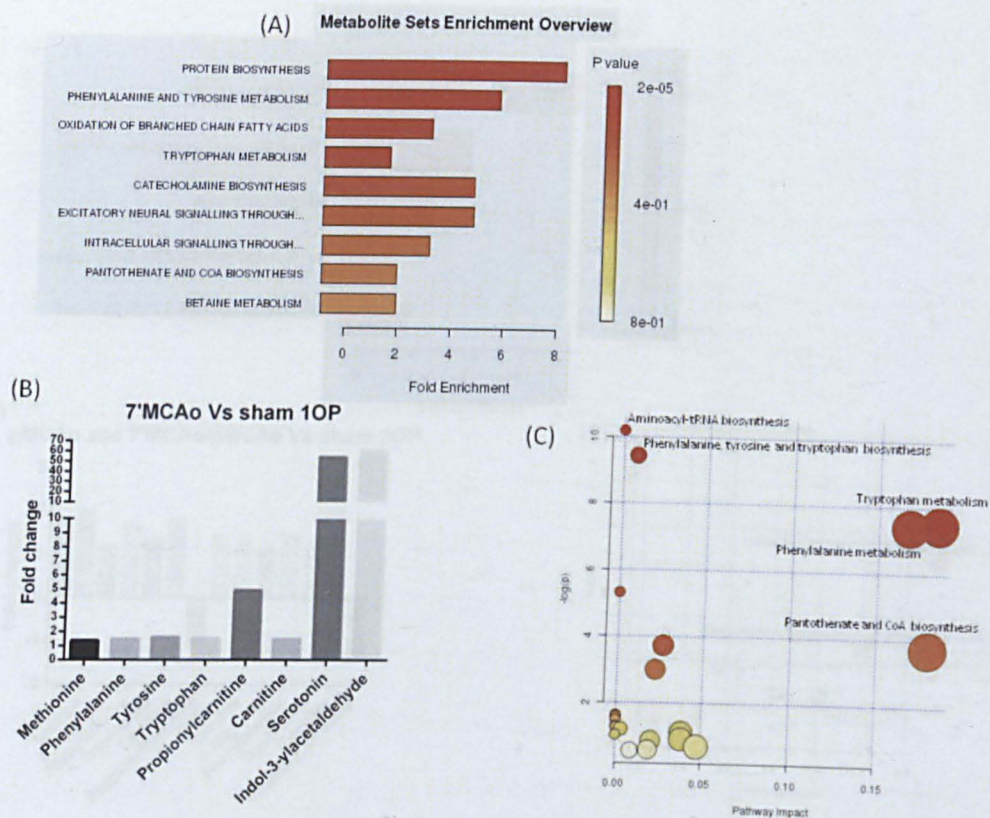 (A) Metabolite Sets Enrichment Overview
PROTEIN BIOSYNTHESIS
PHENYLALANINE AND TYROSINE METABOLISM
OXIDATION OF BRANCHED CHAIN FATTY ACIDS
TRYPTOPHAN METABOLISM
CATECHOLAMINE BIOSYNTHESIS
EXCITATORY NEURAL SIGNALLING THROUGH...
INTRACELLULAR SIGNALLING THROUGH...
PANTOTHENATE AND COA BIOSYNTHESIS
BETAINE METABOLISM
0 2 4 6 8
Fold Enrichment
P value
2e-05
4e-01
8e-01
(B)
7'MCAo Vs sham 1OP
Fold change
70
60
50
40
30
20
10
10
9
8
7
6
5
4
3
2
1
0
Methionine
Phenylalanine
Tyrosine
Tryptophan
Propionylcarnitine
Carnitine
Serotonin
Indol-3-ylacetaldehyde
(C)
Aminoacyl-tRNA biosynthesis
Phenylalanine, tyrosine and tryptophan biosynthesis
Tryptophan metabolism
Phenylalanine metabolism
Pantothenate and CoA biosynthesis
-log(p)
10
8
6
4
2
0.00 0.05 0.10 0.15
Pathway Impact